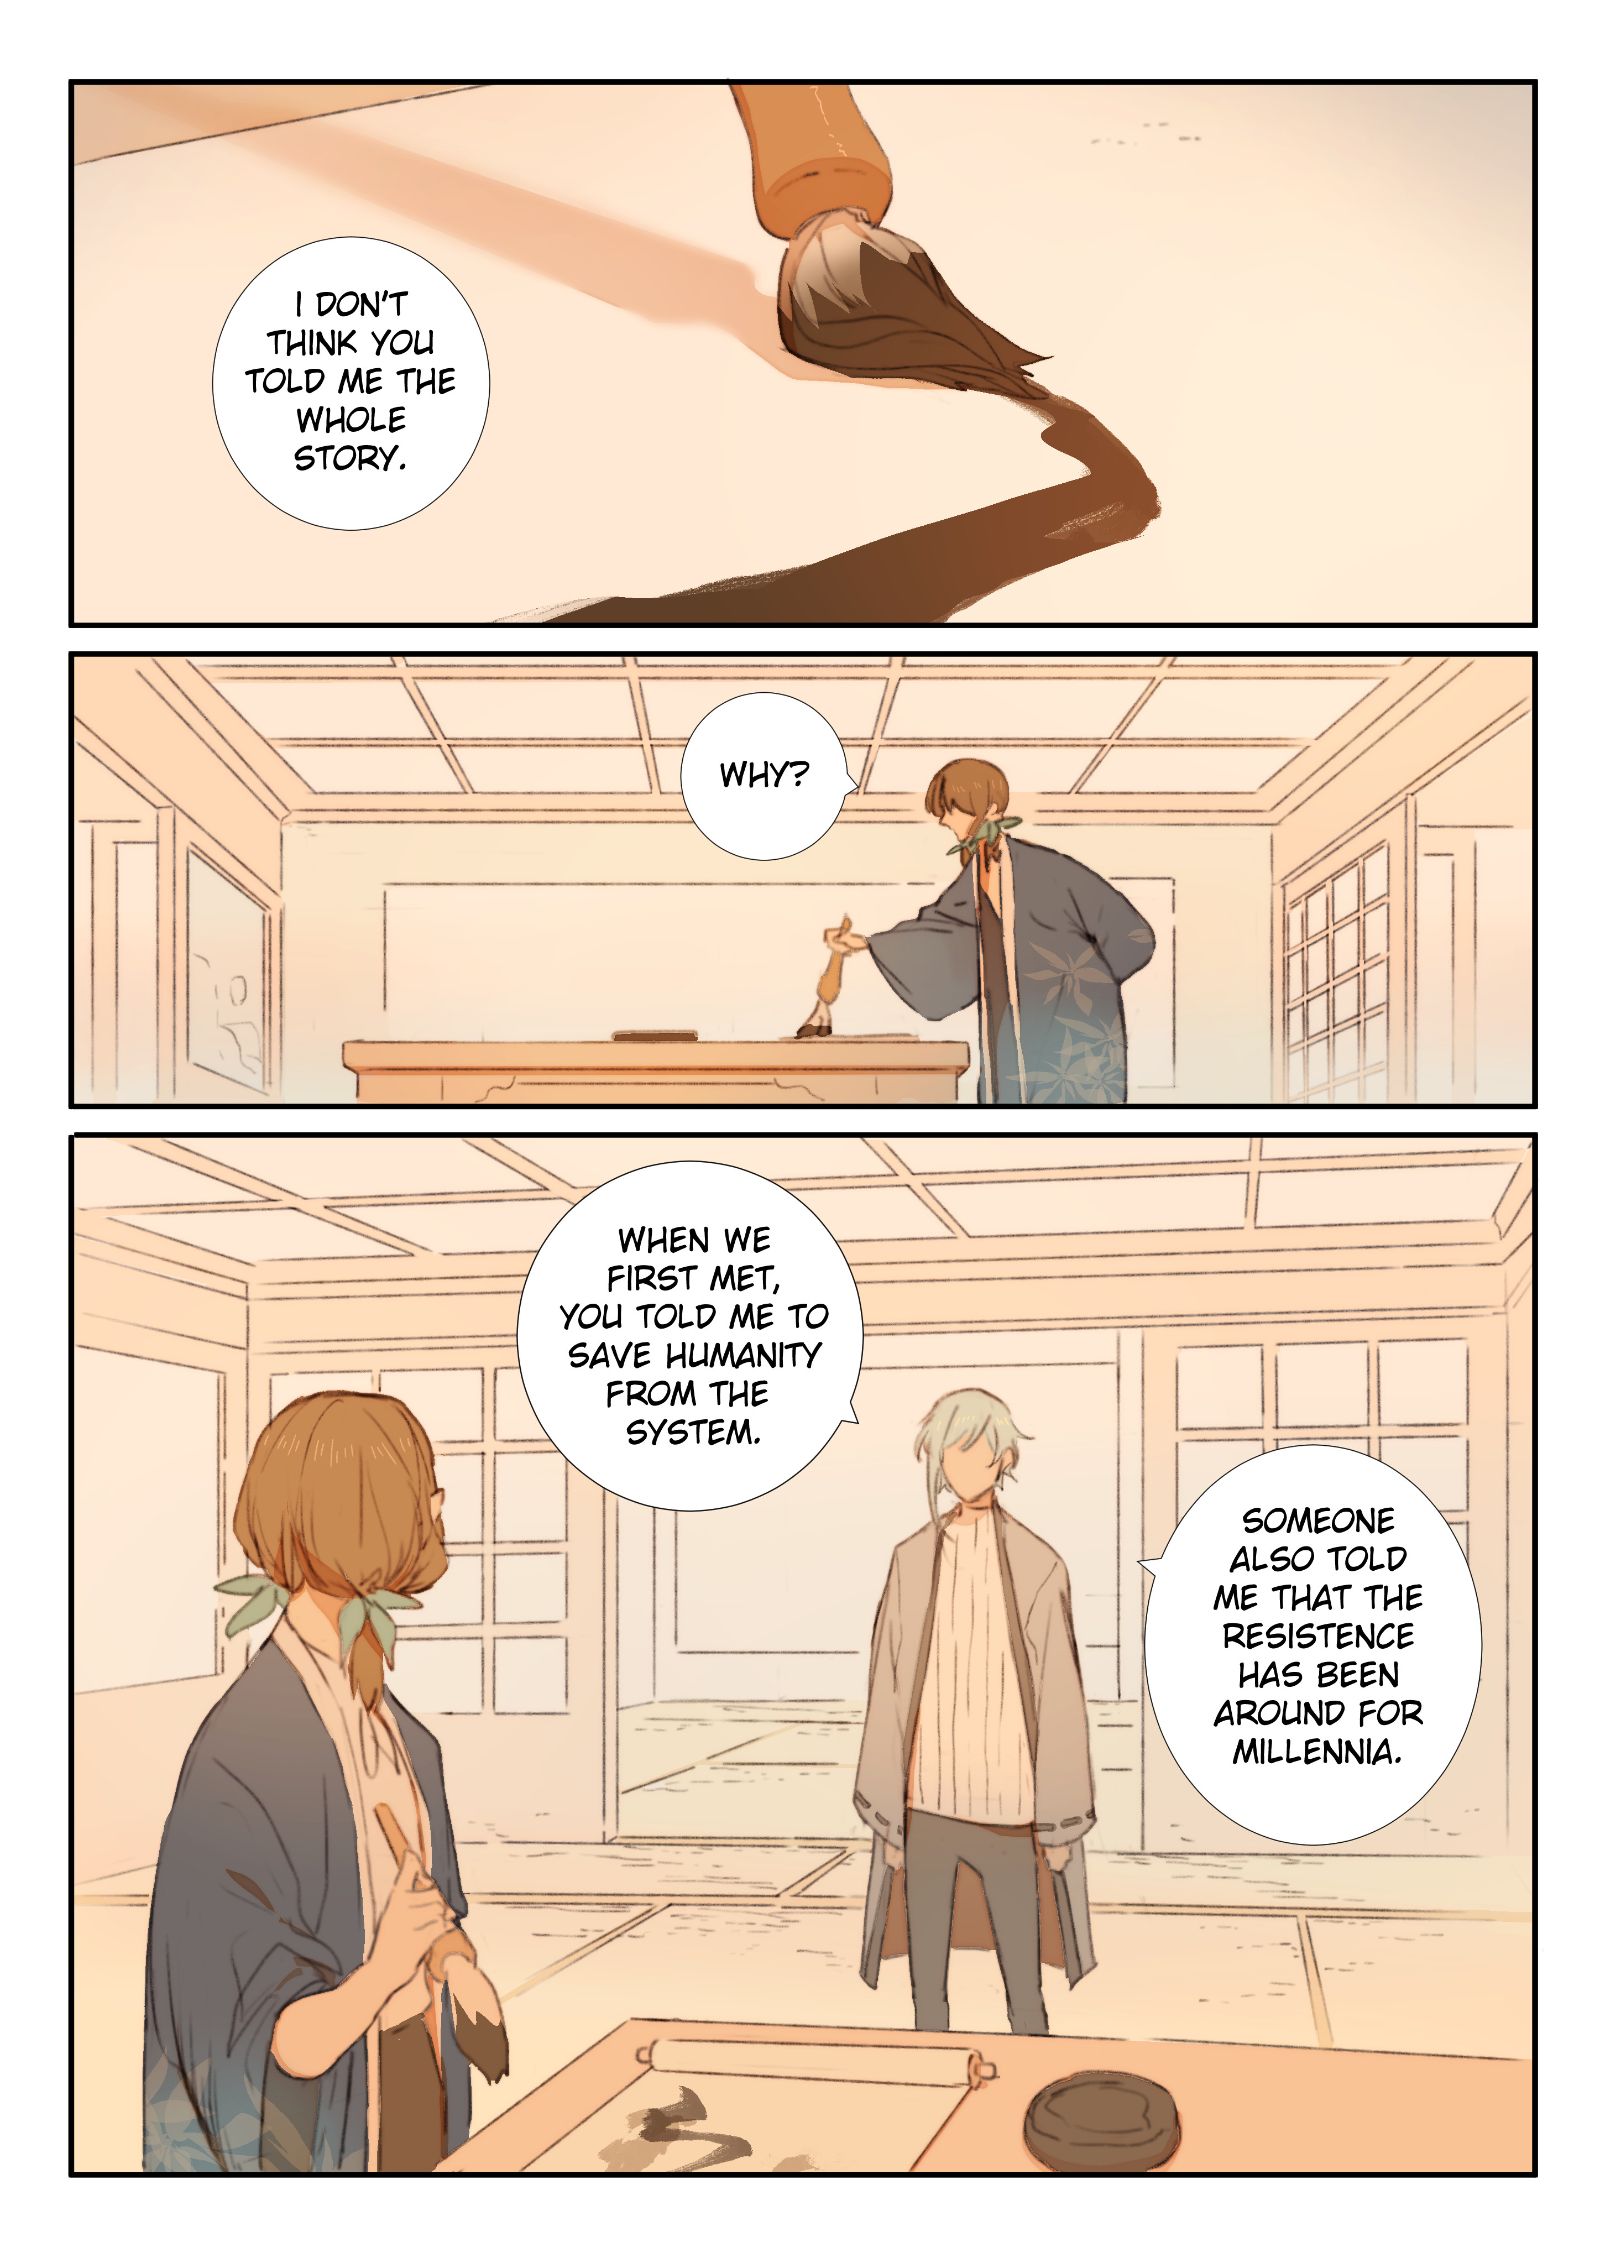 I DON'T
THINK YOU
TOLD ME THE
WHOLE
STORY.
WHY?
WHEN WE
FIRST MET,
YOU TOLD ME TO
SAVE HUMANITY
FROM THE
SYSTEM.
SOMEONE
ALSO TOLD
ME THAT THE
RESISTENCE
HAS BEEN
AROUND FOR
MILLENNIA.